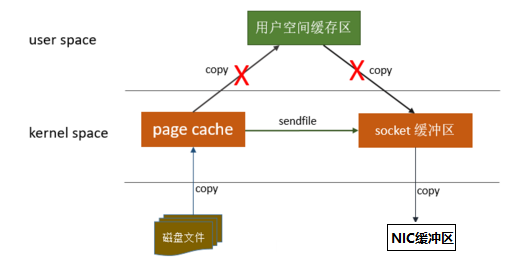 user space
用户空间缓存区
copy
copy
kernel space
page cache
sendfile
socket 缓冲区
copy
copy
磁盘文件
NIC缓冲区